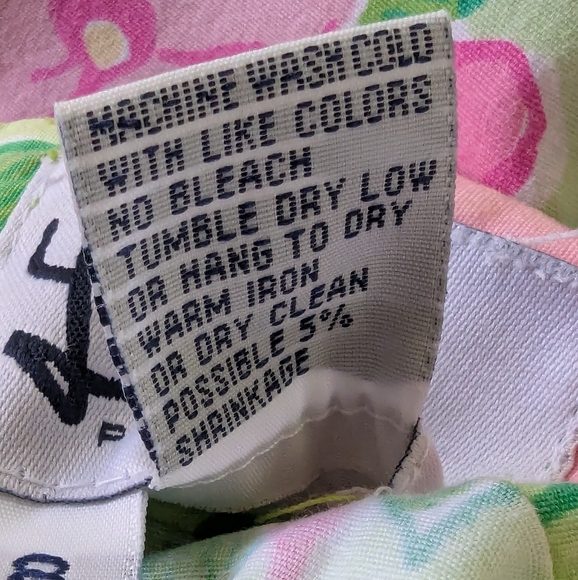 MACHINE WASH COLD
WITH LIKE COLORS
NO BLEACH
TUMBLE DRY LOW
OR HANG TO DRY
WARM IRON
OR DRY CLEAN
POSSIBLE 5%
SHRINKAGE